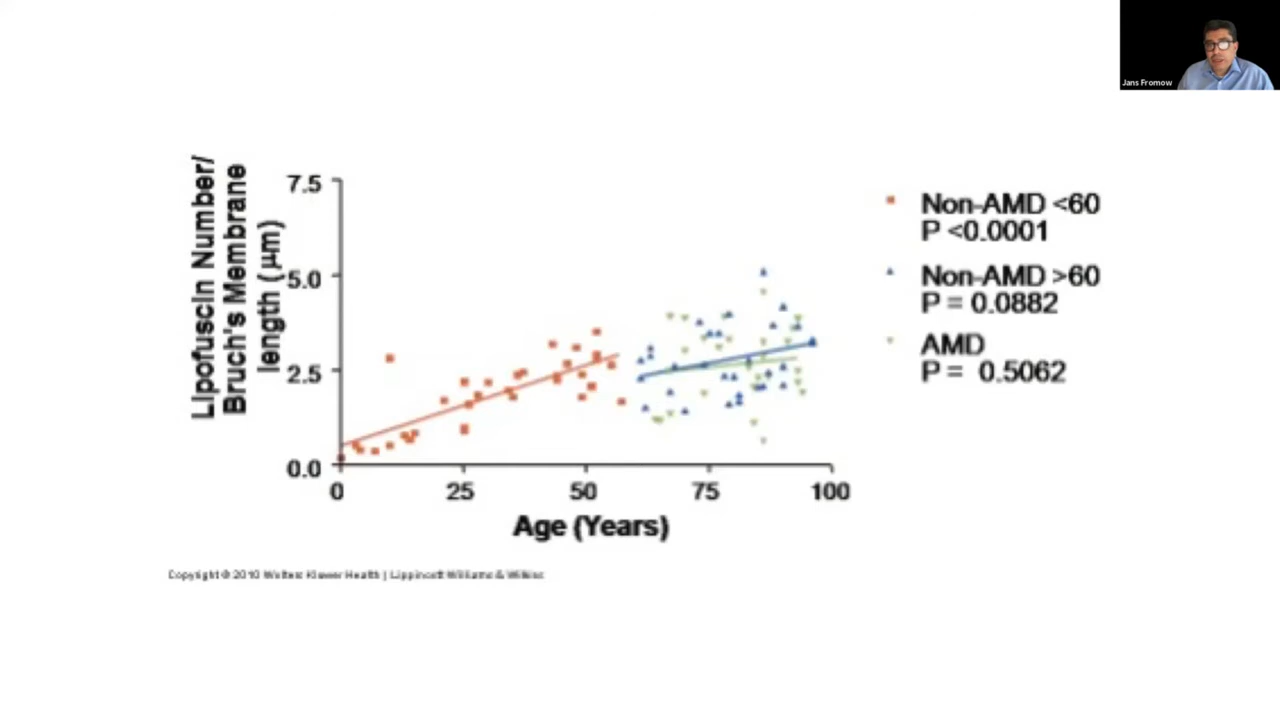 Jans Fromow
Lipofuscin Number/
Bruch's Membrane
length (μm)
7.5
5.0
2.5
0.0
0
25
50
75
100
Age (Years)
Non-AMD <60
P <0.0001
Non-AMD >60
P = 0.0882
AMD
P = 0.5062
Copyright © 2010 Wolters Kluwer Health | Lippincott Williams & Wilkins